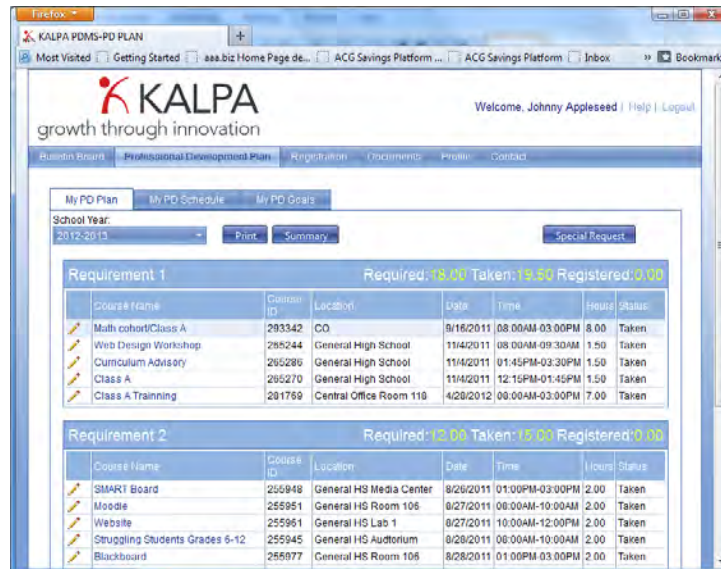 Firefox
KALPA PDMS-PD PLAN
+
Most Visited Getting Started aaa.biz Home Page de... ACG Savings Platform ... ACG Savings Platform Inbox » Bookmark
KALPA
growth through innovation
Welcome, Johnny Appleseed | Help | Logout
Bulletin Board Professional Development Plan Registration Documents Profile Contact
My PD Plan My PD Schedule My PD Goals
School Year:
2012-2013 Print Summary Special Request
Requirement 1 Required:18.00 Taken:19.50 Registered:0.00
Course Name Course ID Location Date Time Hours Status
Math cohort/Class A 293342 CO 9/16/2011 08:00AM-03:00PM 8.00 Taken
Web Design Workshop 265244 General High School 11/4/2011 08:00AM-09:30AM 1.50 Taken
Curriculum Advisory 265286 General High School 11/4/2011 01:45PM-03:30PM 1.50 Taken
Class A 265270 General High School 11/4/2011 12:15PM-01:45PM 1.50 Taken
Class A Trainning 281769 Central Office Room 118 4/28/2012 08:00AM-03:00PM 7.00 Taken
Requirement 2 Required:12.00 Taken:15.00 Registered:0.00
Course Name Course ID Location Date Time Hours Status
SMART Board 255948 General HS Media Center 8/26/2011 01:00PM-03:00PM 2.00 Taken
Moodle 255951 General HS Room 106 8/27/2011 08:00AM-10:00AM 2.00 Taken
Website 255961 General HS Lab 1 8/27/2011 10:00AM-12:00PM 2.00 Taken
Struggling Students Grades 6-12 255945 General HS Audtorium 8/28/2011 08:00AM-10:00AM 2.00 Taken
Blackboard 255977 General HS Room 106 8/28/2011 01:00PM-03:00PM 2.00 Taken